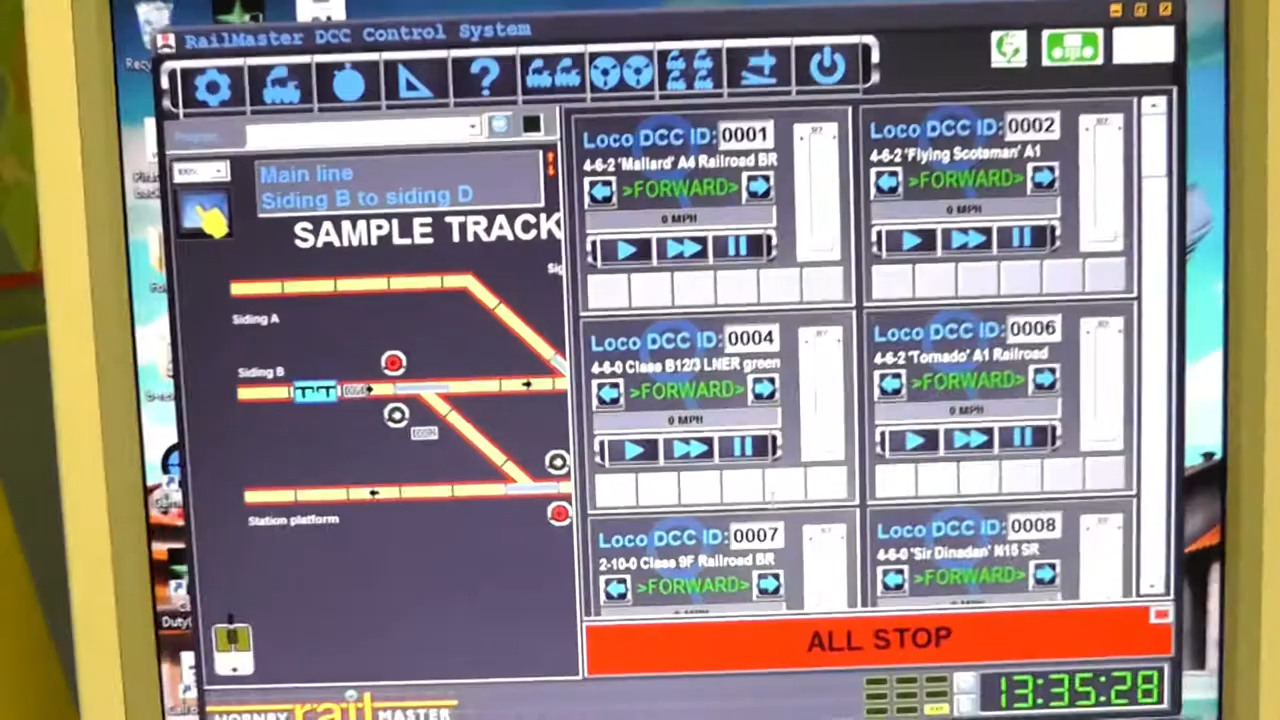 RailMaster DCC Control System
Program:
100%
Main line
Siding B to siding D
SAMPLE TRACK
Sig
Siding A
Siding B
Station platform
Loco DCC ID: 0001
4-6-2 'Mallard' A4 Railroad BR
>FORWARD>
0 MPH
Loco DCC ID: 0002
4-6-2 'Flying Scotsman' A1
>FORWARD>
0 MPH
Loco DCC ID: 0004
4-6-0 Class B12/3 LNER green
>FORWARD>
0 MPH
Loco DCC ID: 0006
4-6-2 'Tornado' A1 Railroad
>FORWARD>
0 MPH
Loco DCC ID: 0007
2-10-0 Class 9F Railroad BR
>FORWARD>
Loco DCC ID: 0008
4-6-0 'Sir Dinadan' N15 SR
>FORWARD>
ALL STOP
HORNBY rail MASTER
13:35:28